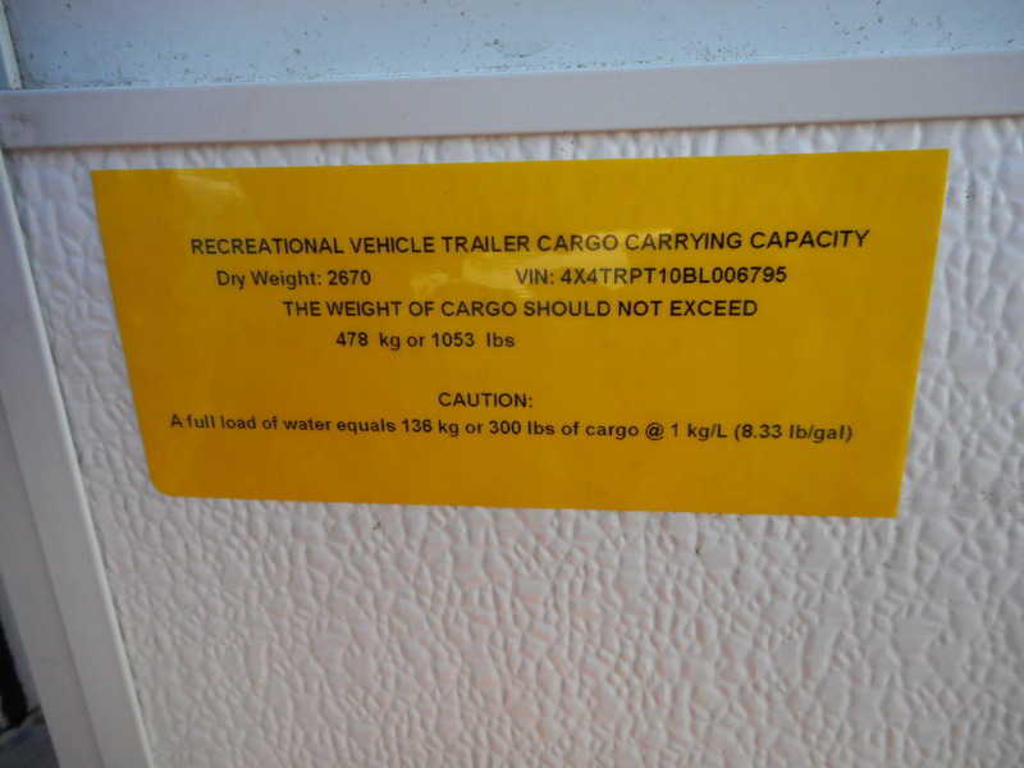 RECREATIONAL VEHICLE TRAILER CARGO CARRYING CAPACITY
Dry Weight: 2670 VIN: 4X4TRPT10BL006795
THE WEIGHT OF CARGO SHOULD NOT EXCEED
478 kg or 1053 lbs
CAUTION:
A full load of water equals 136 kg or 300 lbs of cargo @ 1 kg/L (8.33 lb/gal)